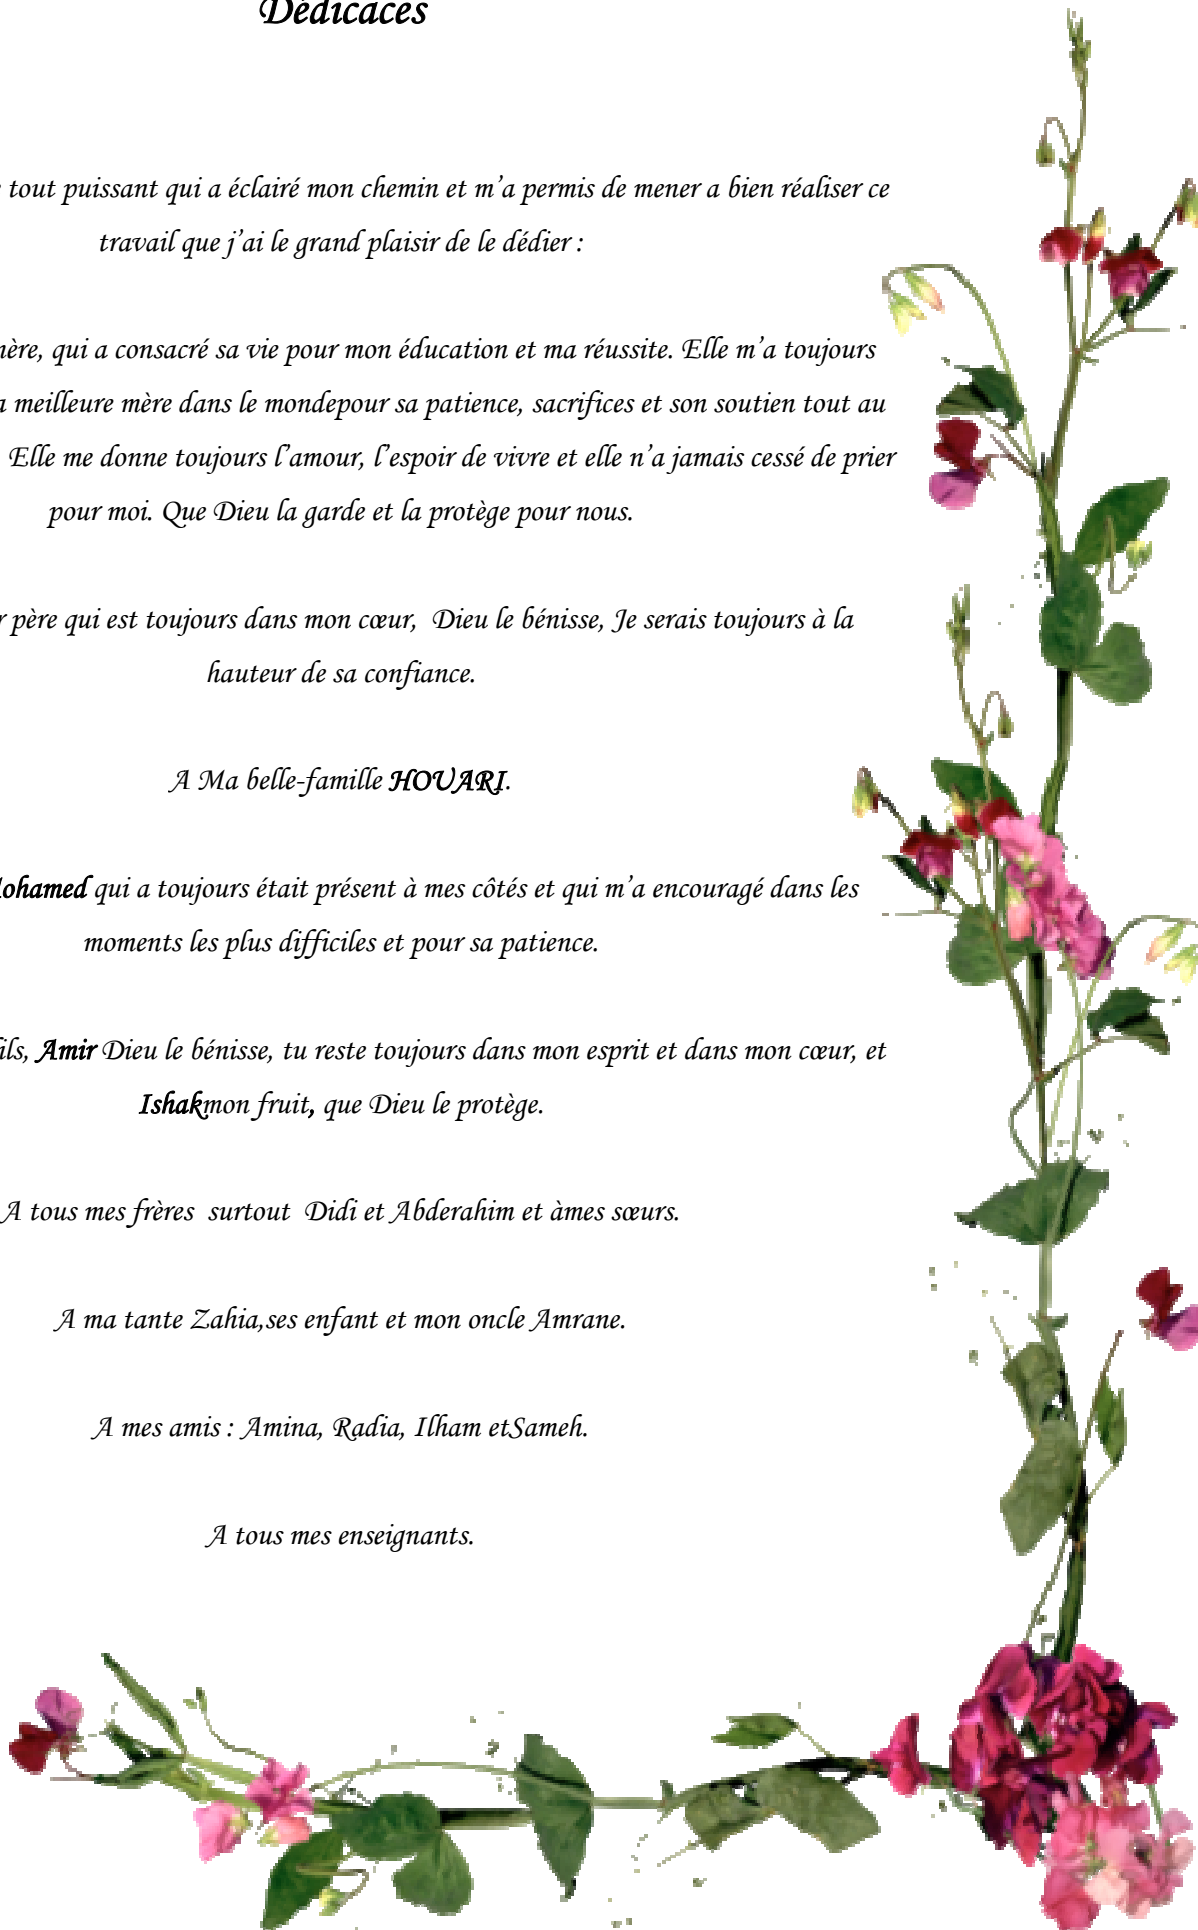 Dédicaces
tout puissant qui a éclairé mon chemin et m’a permis de mener a bien réaliser ce
travail que j’ai le grand plaisir de le dédier :
qui a consacré sa vie pour mon éducation et ma réussite. Elle m’a toujours
meilleure mère dans le mondepour sa patience, sacrifices et son soutien tout au
Elle me donne toujours l’amour, l’espoir de vivre et elle n’a jamais cessé de prier
pour moi. Que Dieu la garde et la protège pour nous.
père qui est toujours dans mon cœur, Dieu le bénisse, Je serais toujours à la
hauteur de sa confiance.
A Ma belle-famille HOUARI.
qui a toujours était présent à mes côtés et qui m’a encouragé dans les
moments les plus difficiles et pour sa patience.
Amir Dieu le bénisse, tu reste toujours dans mon esprit et dans mon cœur, et
Ishakmon fruit, que Dieu le protège.
A tous mes frères surtout Didi et Abderahim et àmes sœurs.
A ma tante Zahia,ses enfant et mon oncle Amrane.
A mes amis : Amina, Radia, Ilham etSameh.
A tous mes enseignants.